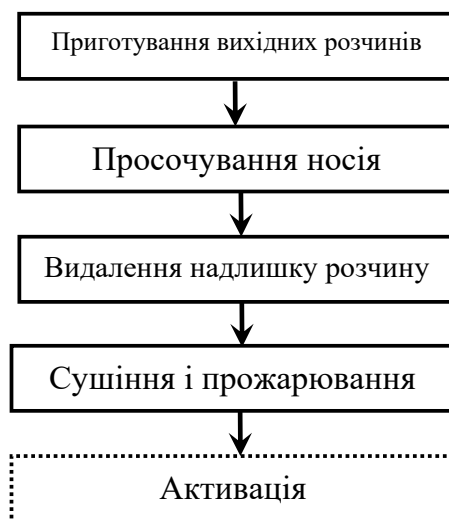 Приготування вихідних розчинів
Просочування носія
Видалення надлишку розчину
Сушіння і прожарювання
Активація